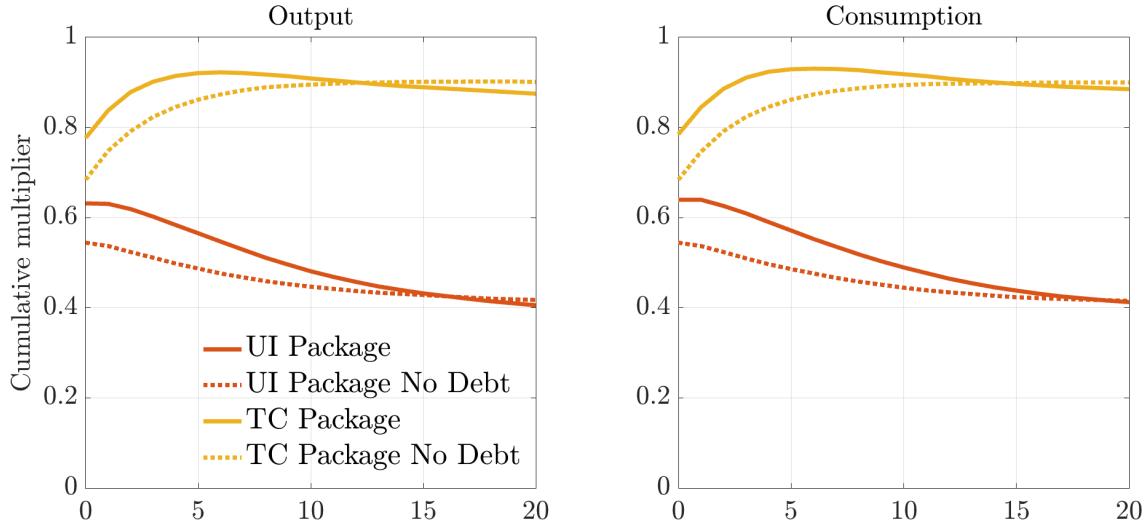 Output
Consumption
Cumulative multiplier
1
0.8
0.6
0.4
0.2
0
0 5 10 15 20
UI Package
UI Package No Debt
TC Package
TC Package No Debt
1
0.8
0.6
0.4
0.2
0
0 5 10 15 20